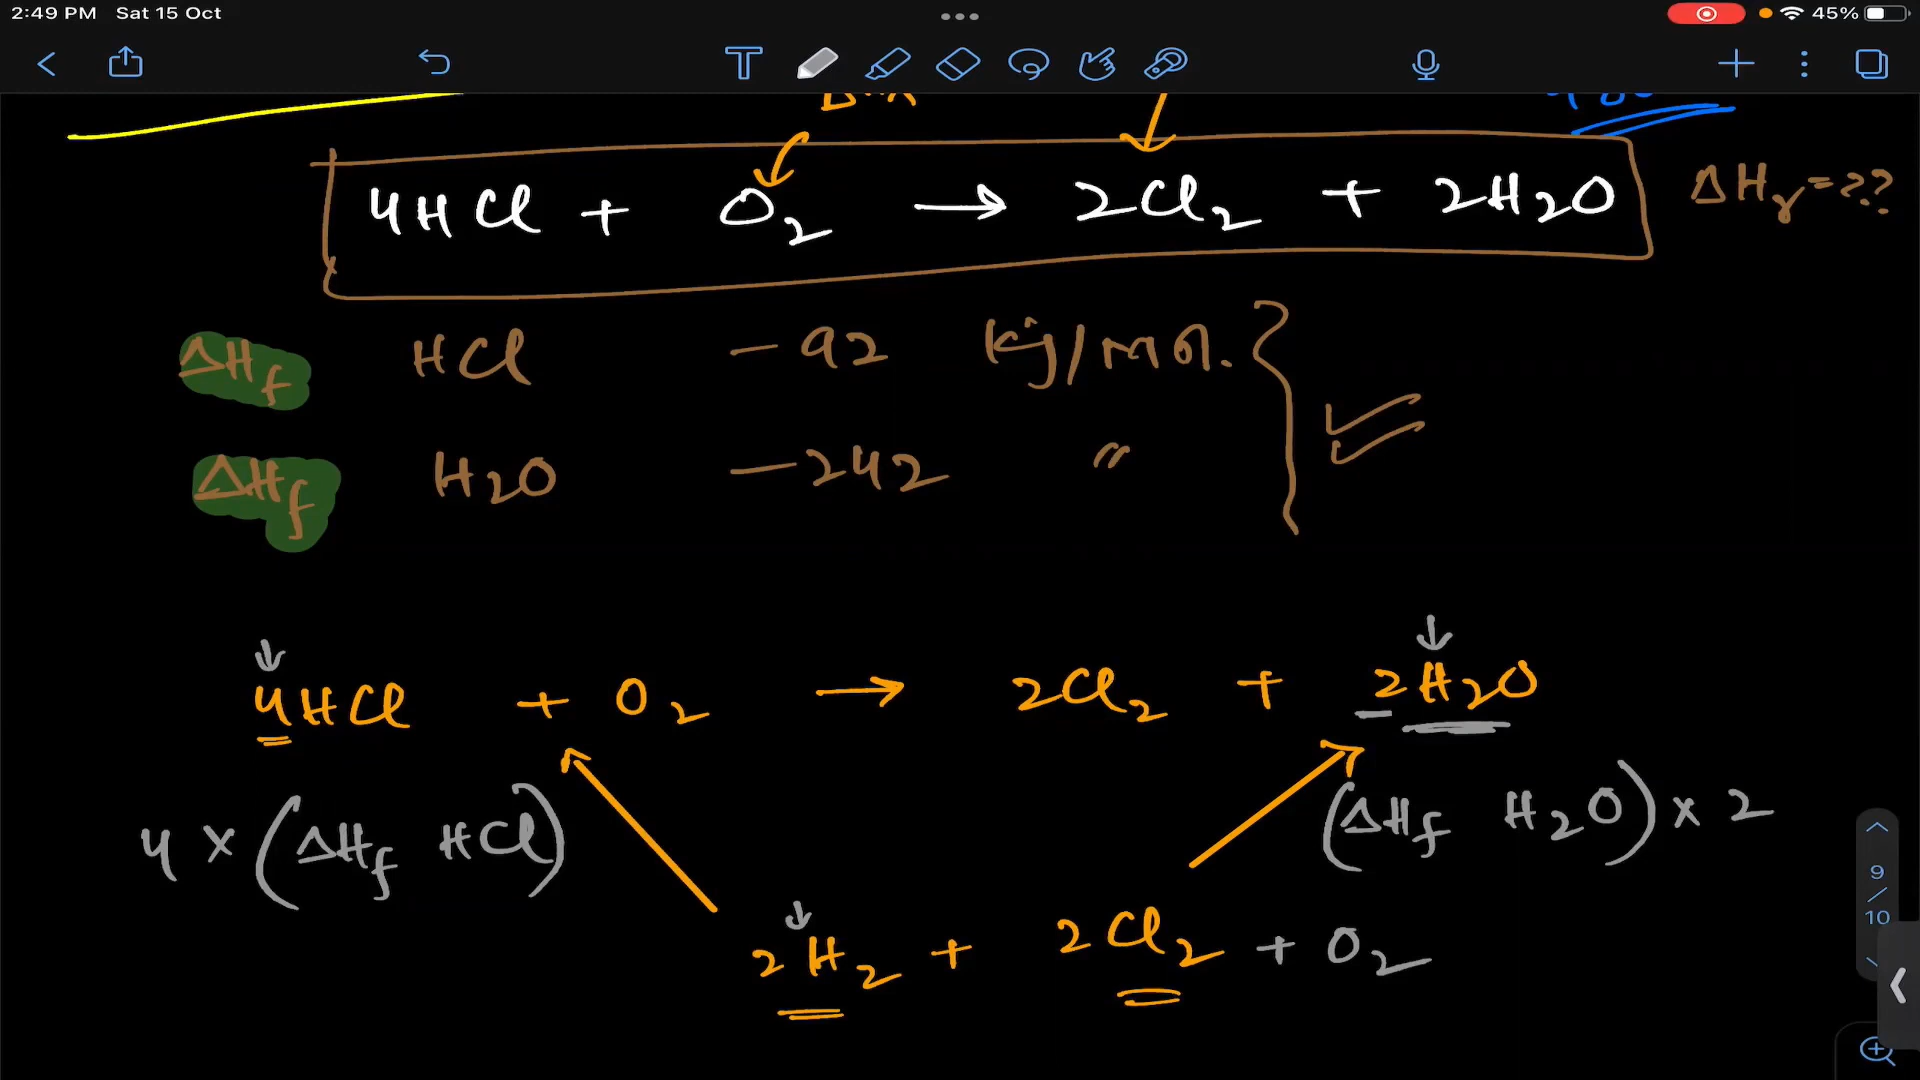 2:49 PM Sat 15 Oct
45%
4HCl + O2 → 2Cl2 + 2H2O ΔHr = ??
ΔHf HCl -92 kJ/mol.
ΔHf H2O -242 "
4HCl + O2 → 2Cl2 + 2H2O
4 × (ΔHf HCl) (ΔHf H2O) × 2
2H2 + 2Cl2 + O2
9
/
10